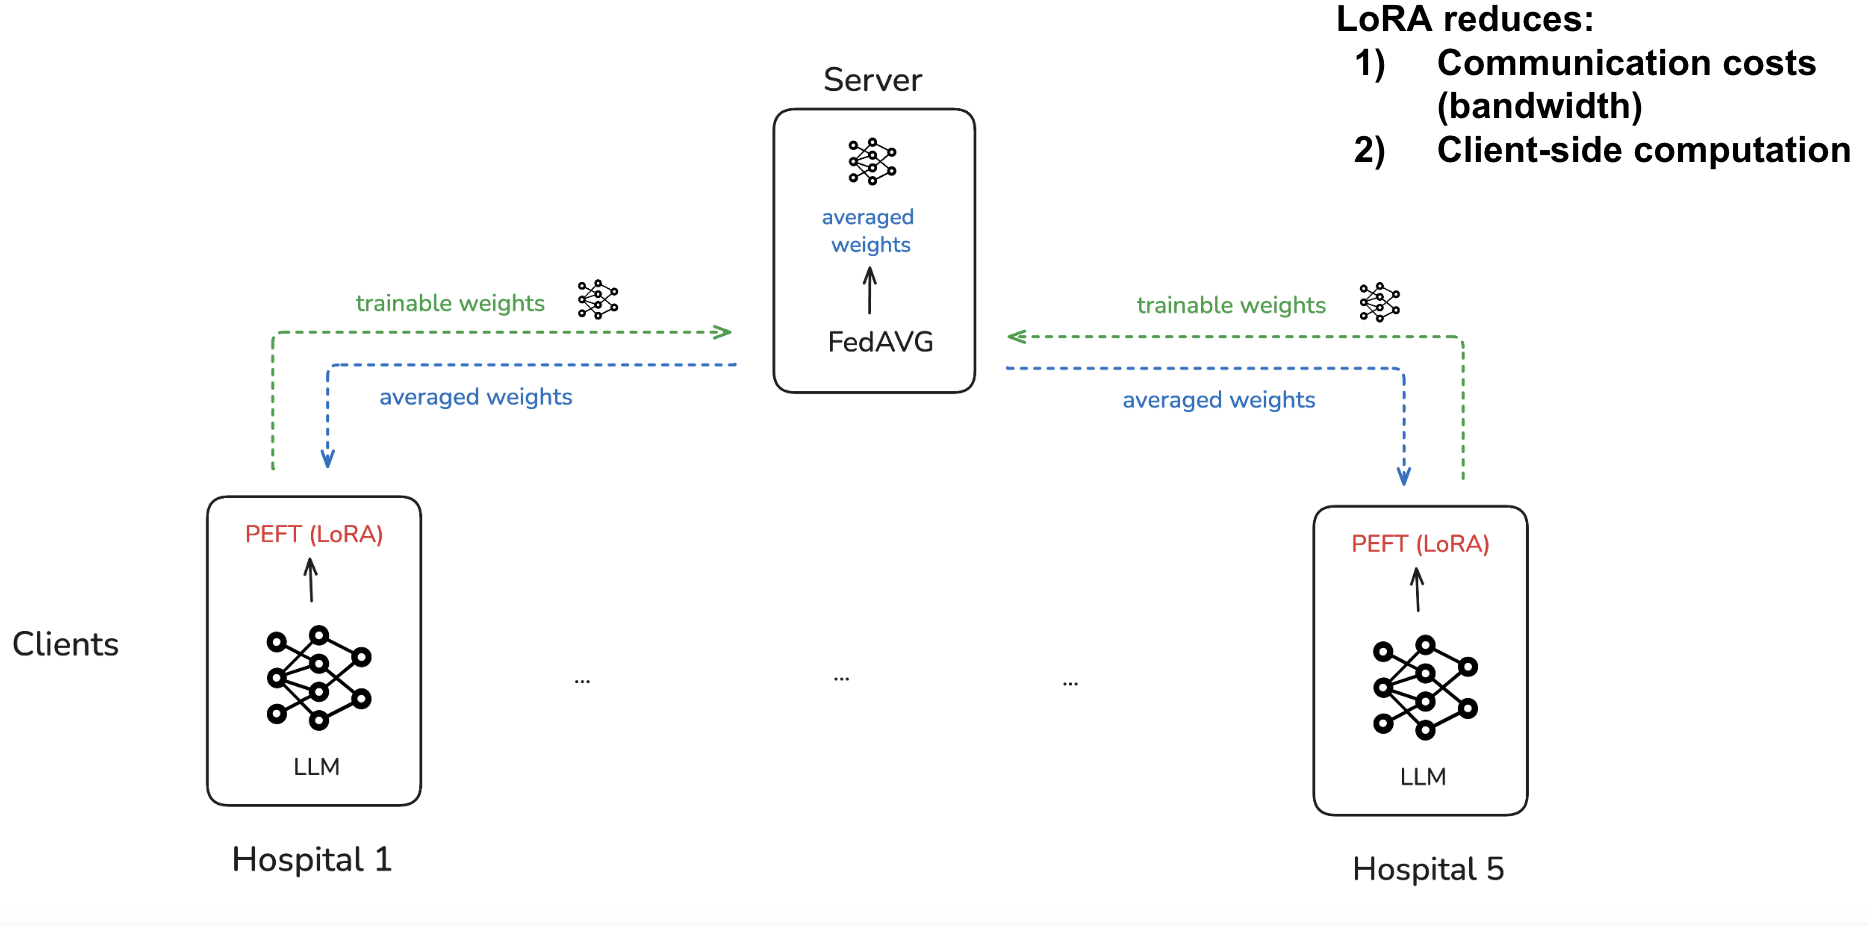 LoRA reduces:
1) Communication costs
(bandwidth)
2) Client-side computation
Server
averaged
weights
FedAVG
trainable weights
averaged weights
trainable weights
averaged weights
Clients
PEFT (LoRA)
LLM
Hospital 1
...
...
...
PEFT (LoRA)
LLM
Hospital 5